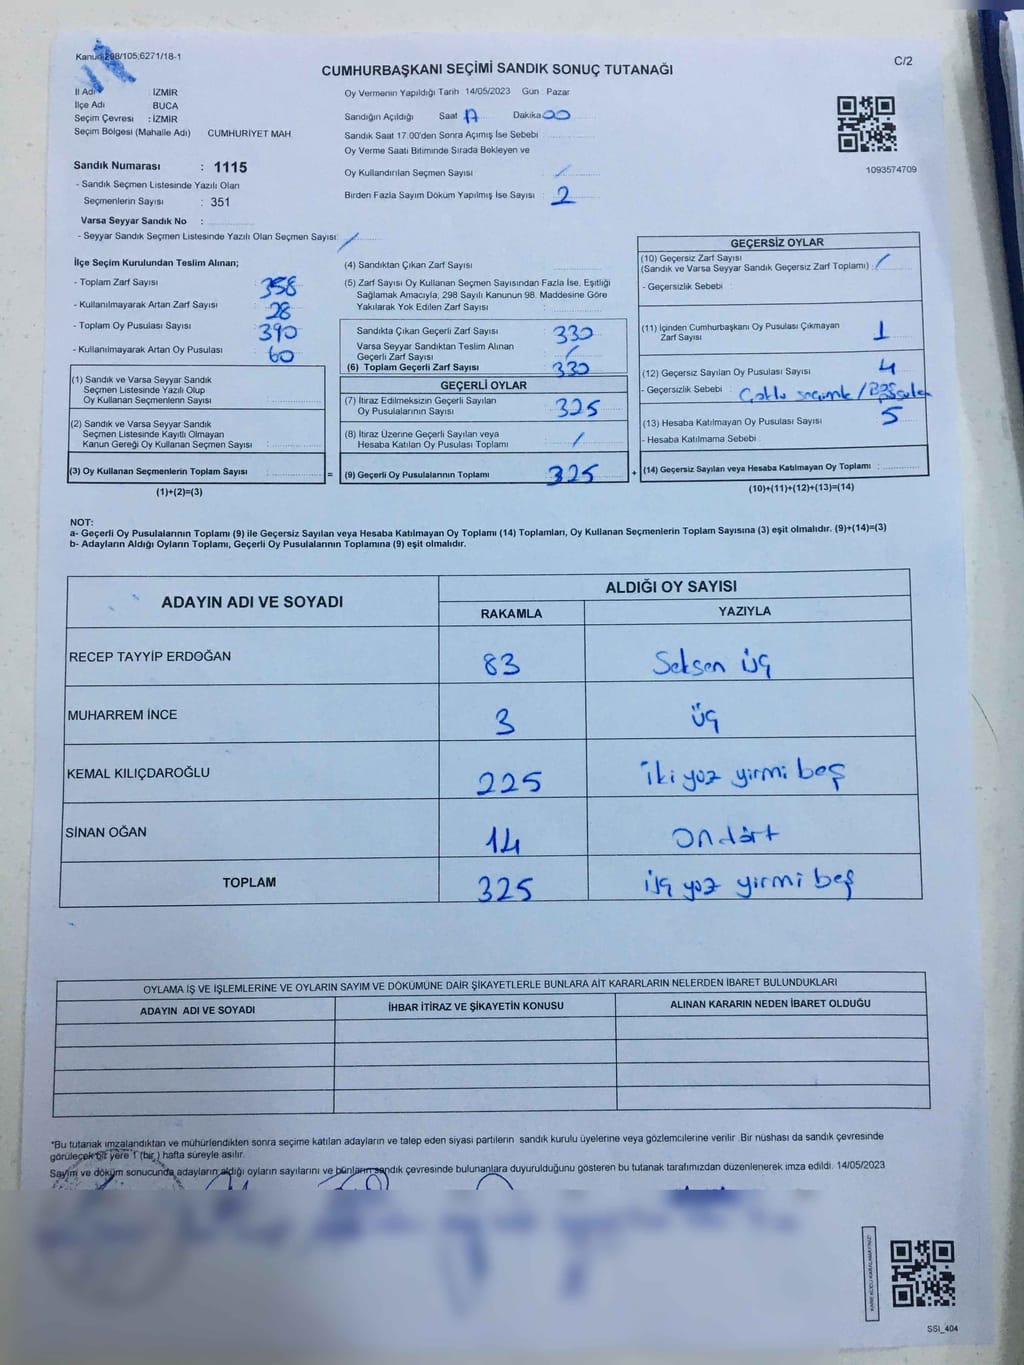 Kanun 298/105;6271/18-1
C/2
CUMHURBAŞKANI SEÇİMİ SANDIK SONUÇ TUTANAĞI
İl Adı : İZMİR
İlçe Adı BUCA
Seçim Çevresi : İZMİR
Seçim Bölgesi (Mahalle Adı) CUMHURİYET MAH
Sandık Numarası : 1115
- Sandık Seçmen Listesinde Yazılı Olan
Seçmenlerin Sayısı : 351
Varsa Seyyar Sandık No :
- Seyyar Sandık Seçmen Listesinde Yazılı Olan Seçmen Sayısı: /
Oy Vermenin Yapıldığı Tarih : 14/05/2023 Gün : Pazar
Sandığın Açıldığı Saat 17 Dakika 00
Sandık Saat 17.00'den Sonra Açımış İse Sebebi :
Oy Verme Saati Bitiminde Sırada Bekleyen ve
Oy Kullandırılan Seçmen Sayısı : /
Birden Fazla Sayım Döküm Yapılmış İse Sayısı : 2
1093574709
İlçe Seçim Kurulundan Teslim Alınan;
- Toplam Zarf Sayısı : 358
- Kullanılmayarak Artan Zarf Sayısı : 28
- Toplam Oy Pusulası Sayısı : 390
- Kullanılmayarak Artan Oy Pusulası : 60
(1) Sandık ve Varsa Seyyar Sandık
Seçmen Listesinde Yazılı Olup
Oy Kullanan Seçmenlerin Sayısı :
(2) Sandık ve Varsa Seyyar Sandık
Seçmen Listesinde Kayıtlı Olmayan
Kanun Gereği Oy Kullanan Seçmen Sayısı :
(3) Oy Kullanan Seçmenlerin Toplam Sayısı : =
(1)+(2)=(3)
(4) Sandıktan Çıkan Zarf Sayısı :
(5) Zarf Sayısı Oy Kullanan Seçmen Sayısından Fazla İse, Eşitliği
Sağlamak Amacıyla, 298 Sayılı Kanunun 98. Maddesine Göre
Yakılarak Yok Edilen Zarf Sayısı :
Sandıkta Çıkan Geçerli Zarf Sayısı : 330
Varsa Seyyar Sandıktan Teslim Alınan
Geçerli Zarf Sayısı : /
(6) Toplam Geçerli Zarf Sayısı : 330
GEÇERLİ OYLAR
(7) İtiraz Edilmeksizin Geçerli Sayılan
Oy Pusulalarının Sayısı : 325
(8) İtiraz Üzerine Geçerli Sayılan veya
Hesaba Katılan Oy Pusulası Toplamı : /
(9) Geçerli Oy Pusulalarının Toplamı : 325 +
GEÇERSİZ OYLAR
(10) Geçersiz Zarf Sayısı
(Sandık ve Varsa Seyyar Sandık Geçersiz Zarf Toplamı) : /
- Geçersizlik Sebebi :
(11) İçinden Cumhurbaşkanı Oy Pusulası Çıkmayan
Zarf Sayısı : 1
(12) Geçersiz Sayılan Oy Pusulası Sayısı : 4
- Geçersizlik Sebebi :
(13) Hesaba Katılmayan Oy Pusulası Sayısı : 5
- Hesaba Katılmama Sebebi :
(14) Geçersiz Sayılan veya Hesaba Katılmayan Oy Toplamı :
(10)+(11)+(12)+(13)=(14)
NOT:
a- Geçerli Oy Pusulalarının Toplamı (9) ile Geçersiz Sayılan veya Hesaba Katılmayan Oy Toplamı (14) Toplamları, Oy Kullanan Seçmenlerin Toplam Sayısına (3) eşit olmalıdır. (9)+(14)=(3)
b- Adayların Aldığı Oyların Toplamı, Geçerli Oy Pusulalarının Toplamına (9) eşit olmalıdır.
ADAYIN ADI VE SOYADI
ALDIĞI OY SAYISI
RAKAMLA YAZIYLA
RECEP TAYYİP ERDOĞAN 83 Seksen üç
MUHARREM İNCE 3 üç
KEMAL KILIÇDAROĞLU 225 iki yüz yirmi beş
SİNAN OĞAN 14 ondört
TOPLAM 325 üç yüz yirmi beş
OYLAMA İŞ VE İŞLEMLERİNE VE OYLARIN SAYIM VE DÖKÜMÜNE DAİR ŞİKAYETLERLE BUNLARA AİT KARARLARIN NELERDEN İBARET BULUNDUKLARI
ADAYIN ADI VE SOYADI İHBAR İTİRAZ VE ŞİKAYETİN KONUSU ALINAN KARARIN NEDEN İBARET OLDUĞU
*Bu tutanak imzalandıktan ve mühürlendikten sonra seçime katılan adayların ve talep eden siyasi partilerin sandık kurulu üyelerine veya gözlemcilerine verilir .Bir nüshası da sandık çevresinde
görülecek bir yere 1 (bir ) hafta süreyle asılır.
Sayım ve döküm sonucunda adayların aldığı oyların sayılarını ve bunların sandık çevresinde bulunanlara duyurulduğunu gösteren bu tutanak tarafımızdan düzenlenerek imza edildi. 14/05/2023
SSI_404